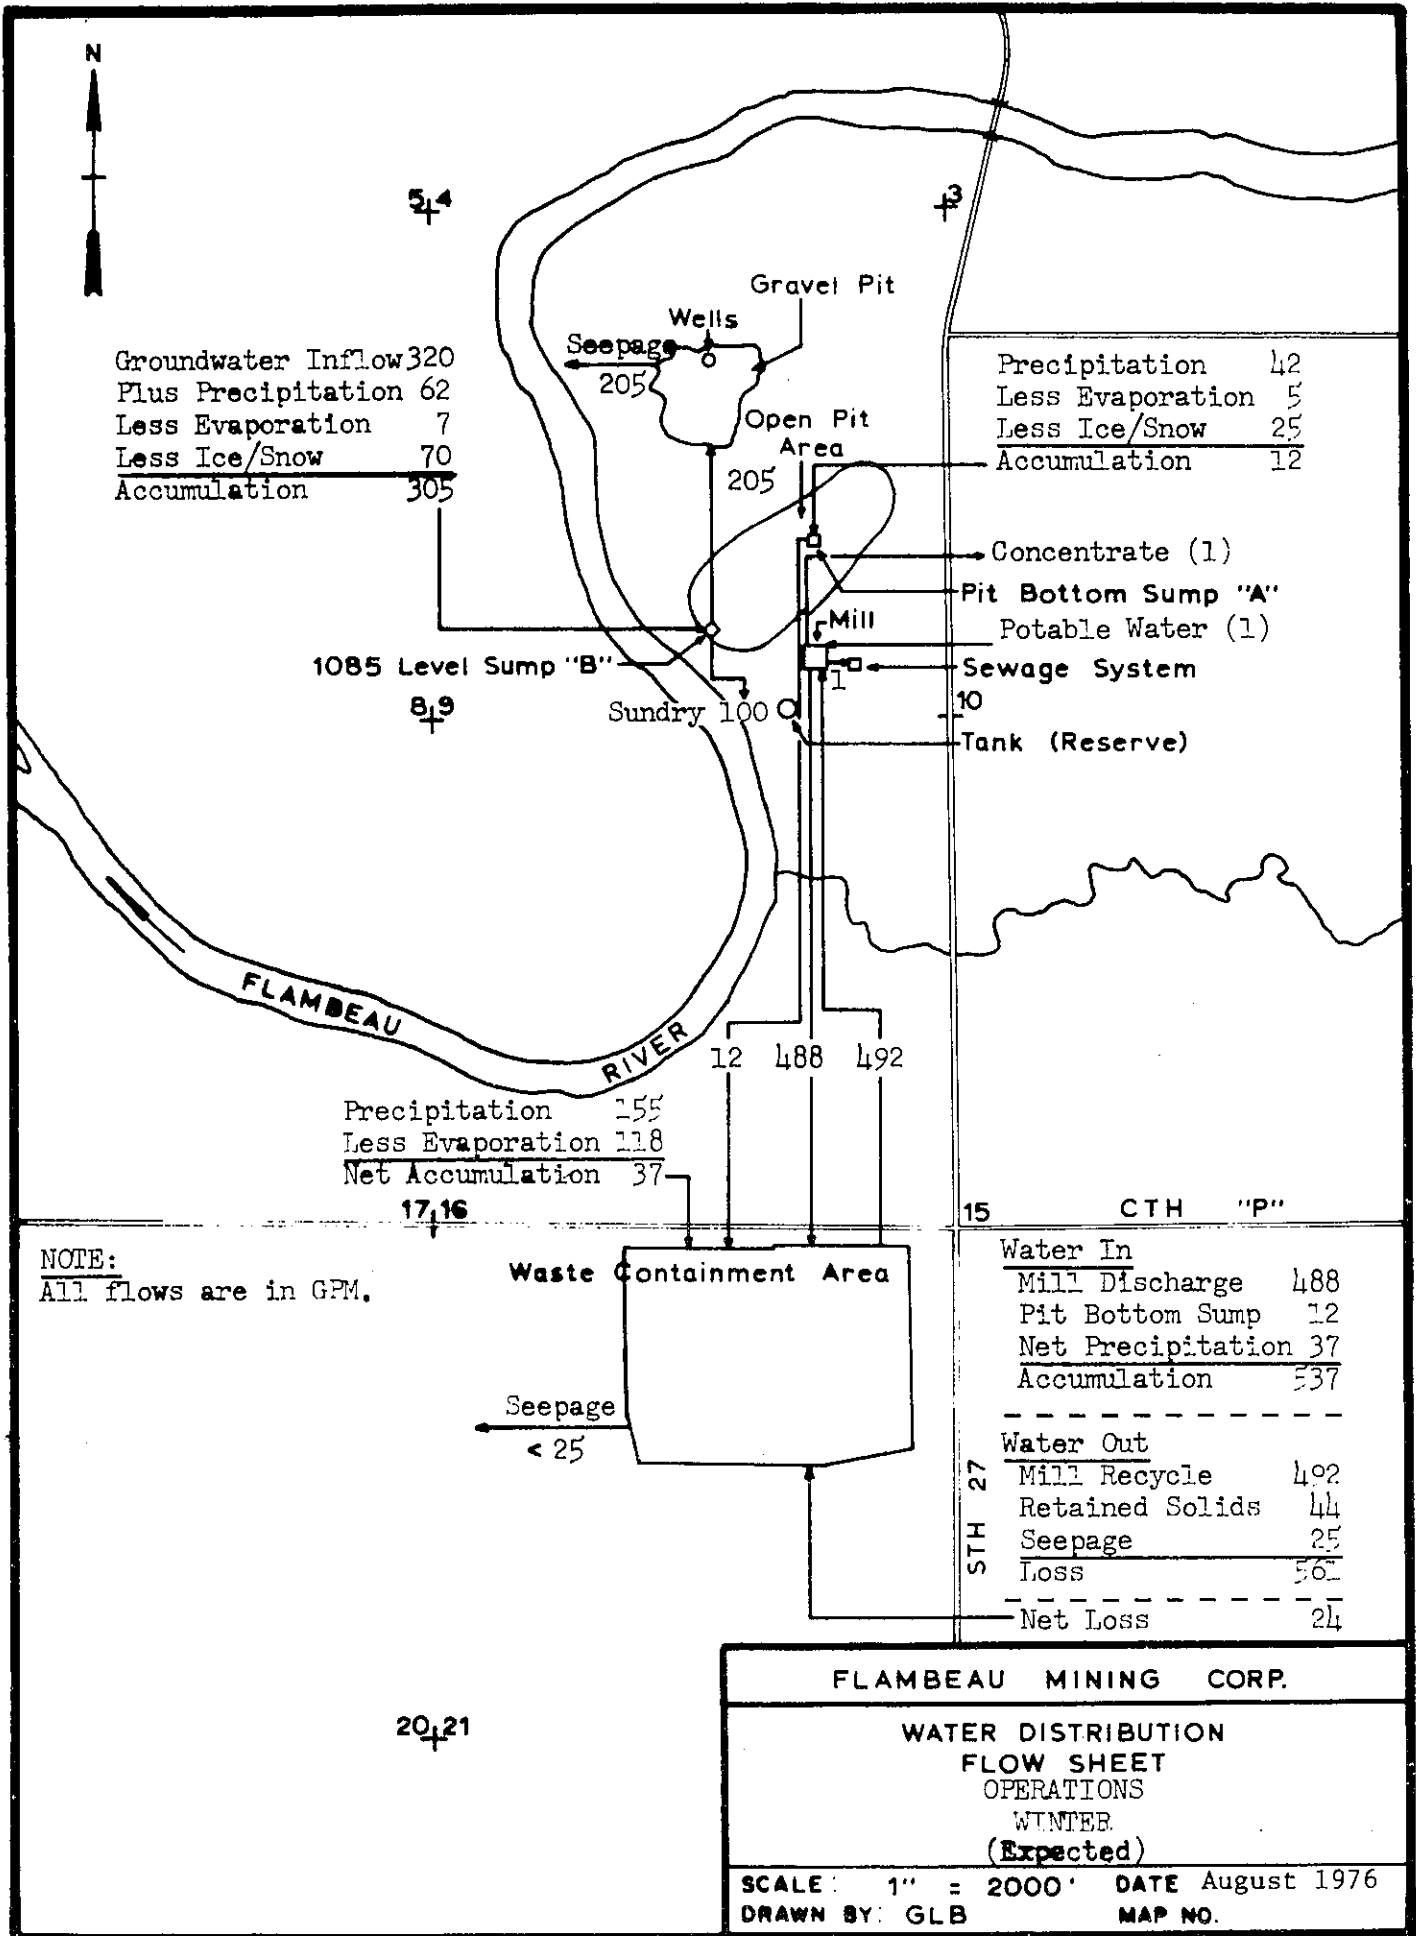 N
5 4
3
Gravel Pit
Wells
Seepage
205
Groundwater Inflow 320
Plus Precipitation 62
Less Evaporation 7
Less Ice/Snow 70
Accumulation 305
Precipitation 42
Less Evaporation 5
Less Ice/Snow 25
Accumulation 12
Open Pit
Area
205
Concentrate (1)
Pit Bottom Sump "A"
Mill
Potable Water (1)
1085 Level Sump "B"
Sewage System
1
8 9
Sundry 100
10
Tank (Reserve)
FLAMBEAU
RIVER
12 488 492
Precipitation 155
Less Evaporation 118
Net Accumulation 37
17 16
15
CTH "P"
NOTE:
All flows are in GPM.
Waste Containment Area
Seepage
< 25
Water In
Mill Discharge 488
Pit Bottom Sump 12
Net Precipitation 37
Accumulation 537
Water Out
Mill Recycle 492
Retained Solids 44
Seepage 25
Loss 561
Net Loss 24
STH 27
20 21
FLAMBEAU MINING CORP.
WATER DISTRIBUTION
FLOW SHEET
OPERATIONS
WINTER
(Expected)
SCALE: 1" = 2000' DATE August 1976
DRAWN BY: GLB MAP NO.